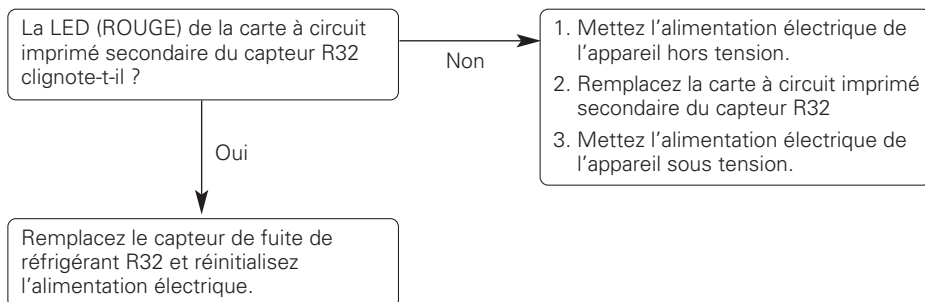 La LED (ROUGE) de la carte à circuit
imprimé secondaire du capteur R32
clignote-t-il ?
Non
1. Mettez l'alimentation électrique de
l'appareil hors tension.
2. Remplacez la carte à circuit imprimé
secondaire du capteur R32
3. Mettez l'alimentation électrique de
l'appareil sous tension.
Oui
Remplacez le capteur de fuite de
réfrigérant R32 et réinitialisez
l'alimentation électrique.